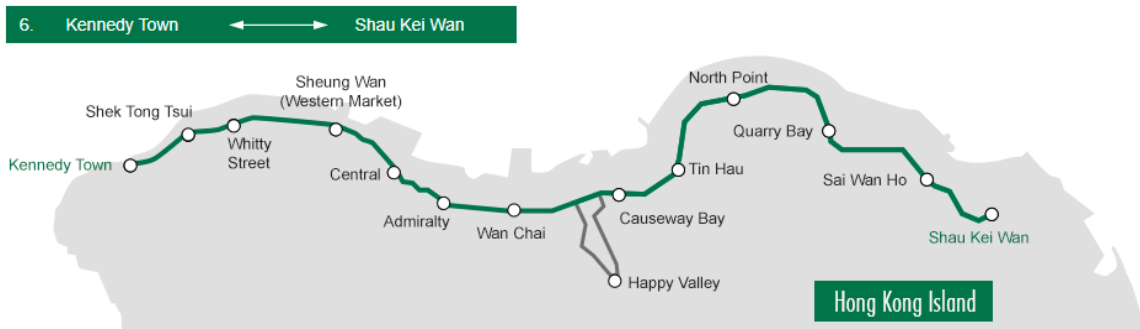 6. Kennedy Town Shau Kei Wan
Sheung Wan
(Western Market)
North Point
Shek Tong Tsui
Quarry Bay
Whitty
Street
Kennedy Town
Central
Tin Hau
Sai Wan Ho
Admiralty
Wan Chai
Causeway Bay
Shau Kei Wan
Happy Valley
Hong Kong Island